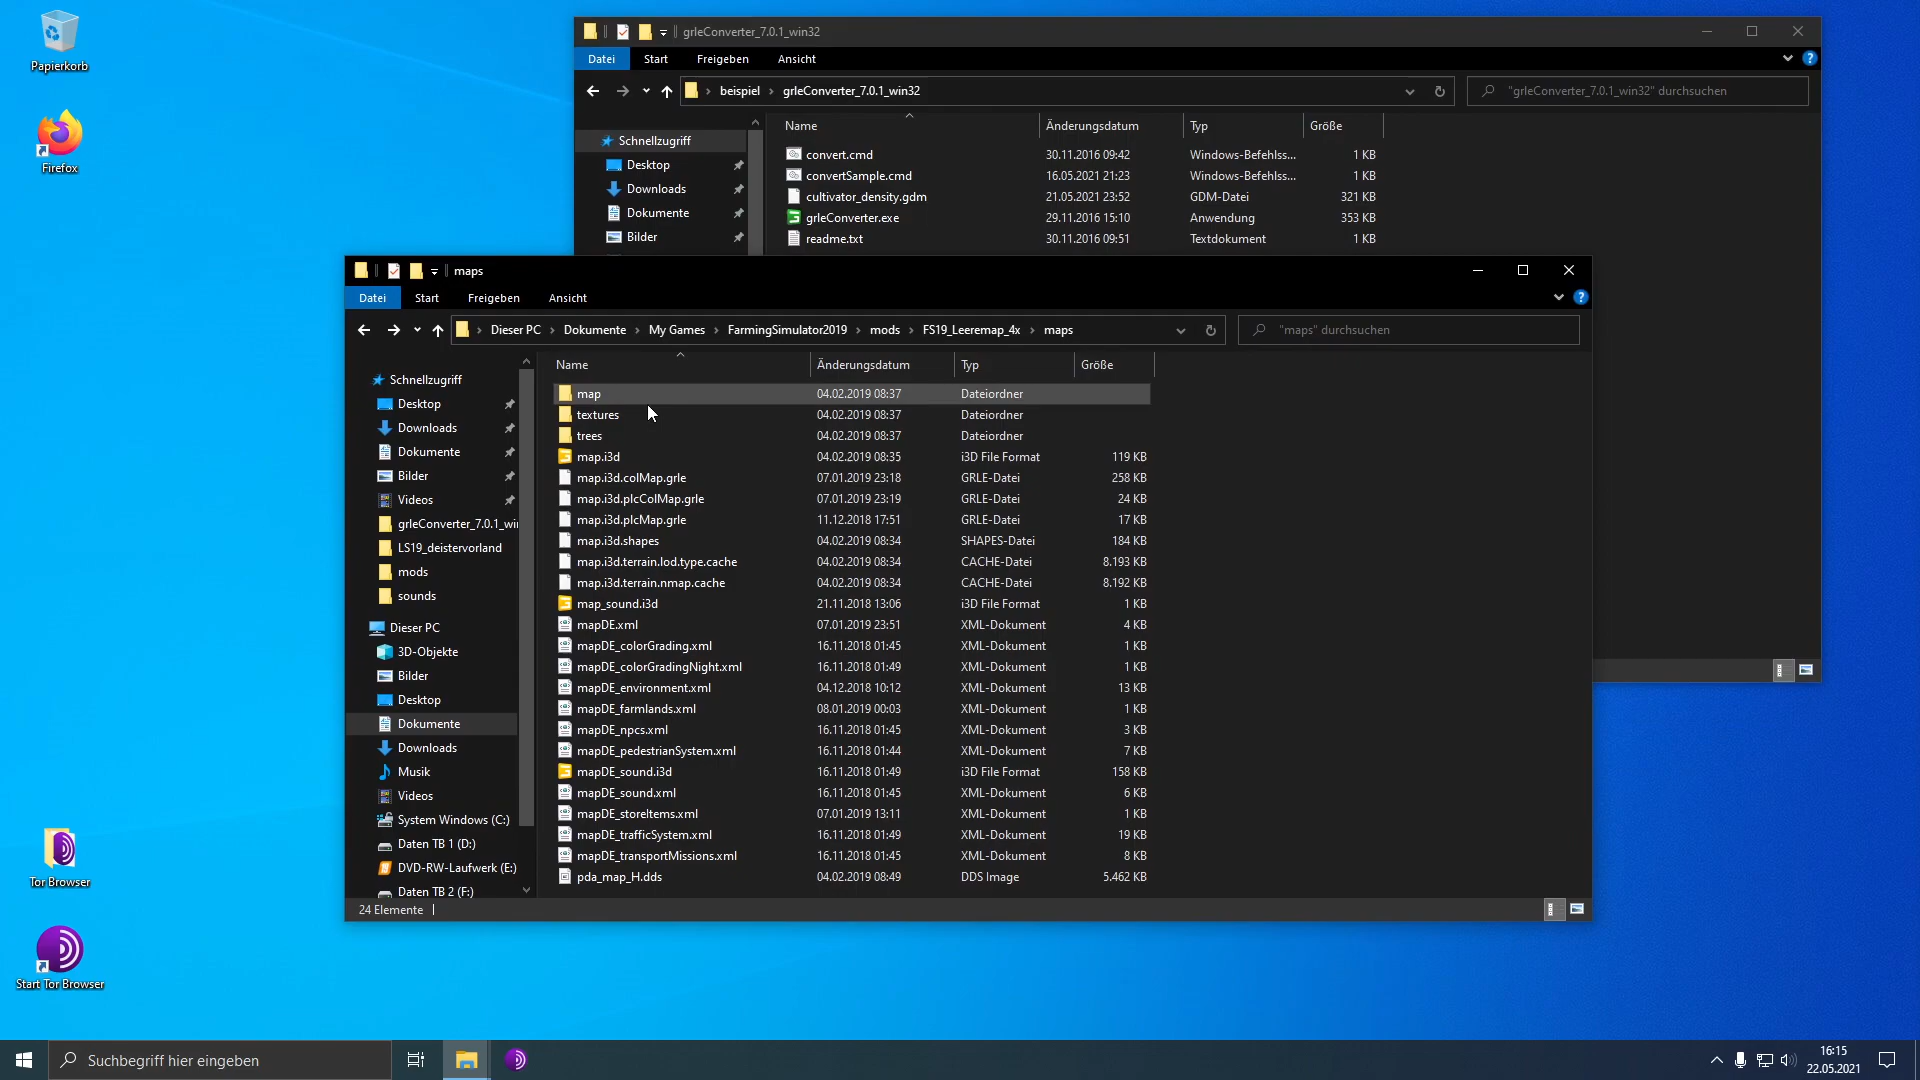 Papierkorb
Firefox
Tor Browser
Start Tor Browser
grleConverter_7.0.1_win32
Datei Start Freigeben Ansicht
beispiel grleConverter_7.0.1_win32 "grleConverter_7.0.1_win32" durchsuchen
Name Änderungsdatum Typ Größe
Schnellzugriff
Desktop
Downloads
Dokumente
Bilder
convert.cmd 30.11.2016 09:42 Windows-Befehlss... 1 KB
convertSample.cmd 16.05.2021 21:23 Windows-Befehlss... 1 KB
cultivator_density.gdm 21.05.2021 23:52 GDM-Datei 321 KB
grleConverter.exe 29.11.2016 15:10 Anwendung 353 KB
readme.txt 30.11.2016 09:51 Textdokument 1 KB
maps
Datei Start Freigeben Ansicht
Dieser PC Dokumente My Games FarmingSimulator2019 mods FS19_Leeremap_4x maps "maps" durchsuchen
Name Änderungsdatum Typ Größe
Schnellzugriff
Desktop
Downloads
Dokumente
Bilder
Videos
grleConverter_7.0.1_wi
LS19_deistervorland
mods
sounds
Dieser PC
3D-Objekte
Bilder
Desktop
Dokumente
Downloads
Musik
Videos
System Windows (C:)
Daten TB 1 (D:)
DVD-RW-Laufwerk (E:)
Daten TB 2 (F:)
map 04.02.2019 08:37 Dateiordner
textures 04.02.2019 08:37 Dateiordner
trees 04.02.2019 08:37 Dateiordner
map.i3d 04.02.2019 08:35 i3D File Format 119 KB
map.i3d.colMap.grle 07.01.2019 23:18 GRLE-Datei 258 KB
map.i3d.plcColMap.grle 07.01.2019 23:19 GRLE-Datei 24 KB
map.i3d.plcMap.grle 11.12.2018 17:51 GRLE-Datei 17 KB
map.i3d.shapes 04.02.2019 08:34 SHAPES-Datei 184 KB
map.i3d.terrain.lod.type.cache 04.02.2019 08:34 CACHE-Datei 8.193 KB
map.i3d.terrain.nmap.cache 04.02.2019 08:34 CACHE-Datei 8.192 KB
map_sound.i3d 21.11.2018 13:06 i3D File Format 1 KB
mapDE.xml 07.01.2019 23:51 XML-Dokument 4 KB
mapDE_colorGrading.xml 16.11.2018 01:45 XML-Dokument 1 KB
mapDE_colorGradingNight.xml 16.11.2018 01:49 XML-Dokument 1 KB
mapDE_environment.xml 04.12.2018 10:12 XML-Dokument 13 KB
mapDE_farmlands.xml 08.01.2019 00:03 XML-Dokument 1 KB
mapDE_npcs.xml 16.11.2018 01:45 XML-Dokument 3 KB
mapDE_pedestrianSystem.xml 16.11.2018 01:44 XML-Dokument 7 KB
mapDE_sound.i3d 16.11.2018 01:49 i3D File Format 158 KB
mapDE_sound.xml 16.11.2018 01:45 XML-Dokument 6 KB
mapDE_storeItems.xml 07.01.2019 13:11 XML-Dokument 1 KB
mapDE_trafficSystem.xml 16.11.2018 01:49 XML-Dokument 19 KB
mapDE_transportMissions.xml 16.11.2018 01:45 XML-Dokument 8 KB
pda_map_H.dds 04.02.2019 08:49 DDS Image 5.462 KB
24 Elemente
Suchbegriff hier eingeben
16:15
22.05.2021